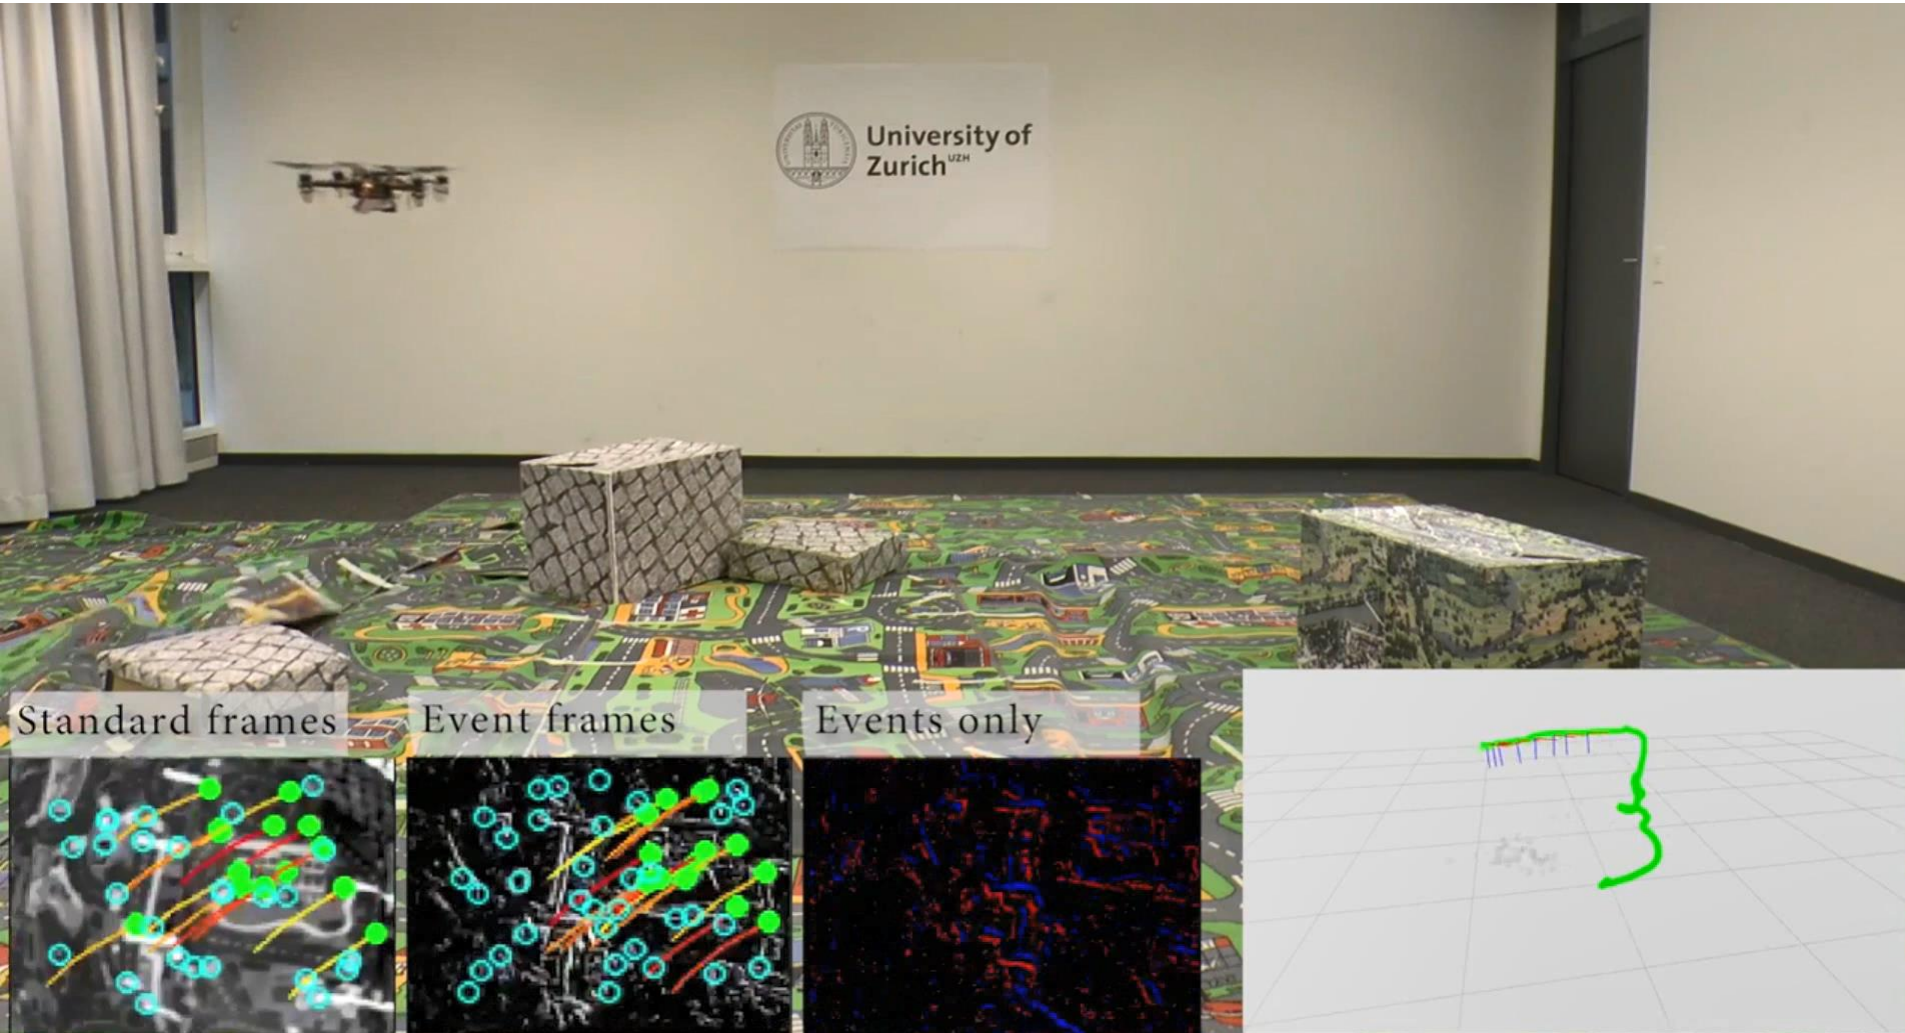 University of
Zurich UZH
Standard frames
Event frames
Events only